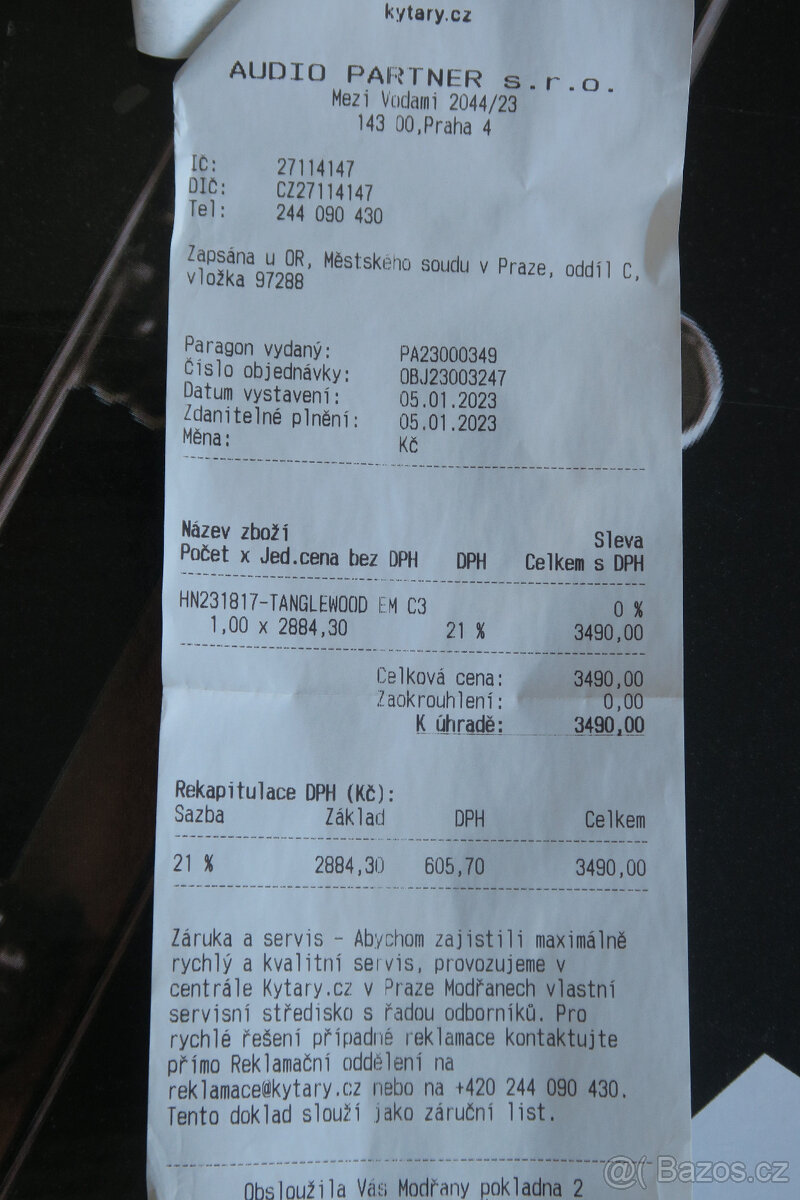 kytary.cz
AUDIO PARTNER s.r.o.
Mezi Vodami 2044/23
143 00,Praha 4
IČ: 27114147
DIČ: CZ27114147
Tel: 244 090 430
Zapsána u OR, Městského soudu v Praze, oddíl C,
vložka 97288
Paragon vydaný: PA23000349
Číslo objednávky: OBJ23003247
Datum vystavení: 05.01.2023
Zdanitelné plnění: 05.01.2023
Měna: Kč
Název zboží Sleva
Počet x Jed.cena bez DPH DPH Celkem s DPH
HN231817-TANGLEWOOD EM C3 0 %
1,00 x 2884,30 21 % 3490,00
Celková cena: 3490,00
Zaokrouhlení: 0,00
K úhradě: 3490,00
Rekapitulace DPH (Kč):
Sazba Základ DPH Celkem
21 % 2884,30 605,70 3490,00
Záruka a servis - Abychom zajistili maximálně
rychlý a kvalitní servis, provozujeme v
centrále Kytary.cz v Praze Modřanech vlastní
servisní středisko s řadou odborníků. Pro
rychlé řešení případné reklamace kontaktujte
přímo Reklamační oddělení na
reklamace@kytary.cz nebo na +420 244 090 430.
Tento doklad slouží jako záruční list.
Obsloužila Vás Modřany pokladna 2
@( Bazos.cz